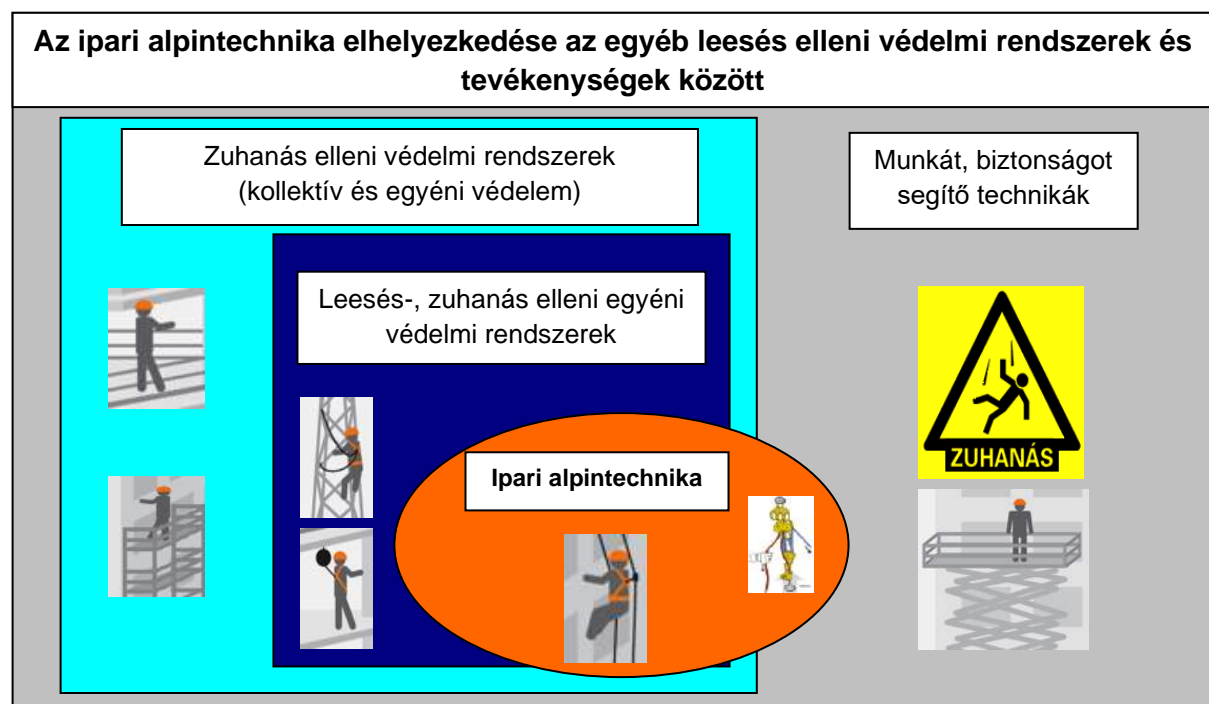 Az ipari alpintechnika elhelyezkedése az egyéb leesés elleni védelmi rendszerek és
tevékenységek között
Zuhanás elleni védelmi rendszerek
(kollektív és egyéni védelem)
Munkát, biztonságot
segítő technikák
Leesés-, zuhanás elleni egyéni
védelmi rendszerek
ZUHANÁS
Ipari alpintechnika